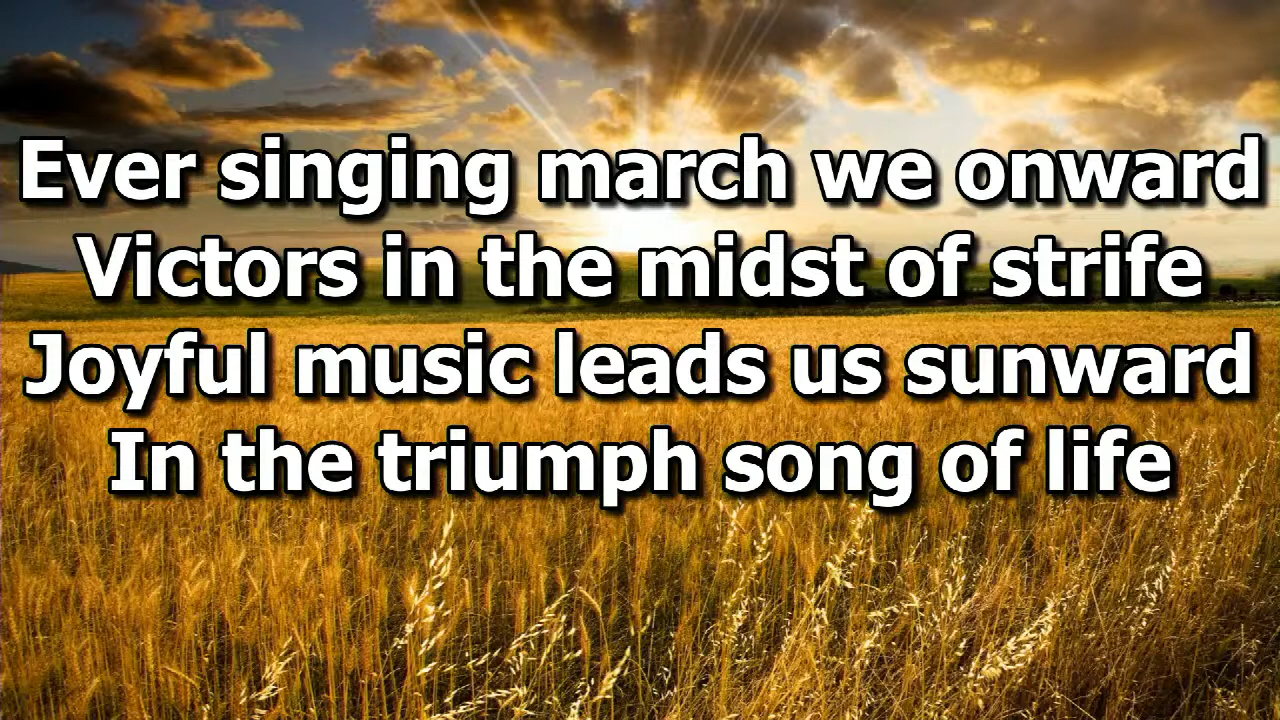 Ever singing march we onward
Victors in the midst of strife
Joyful music leads us sunward
In the triumph song of life